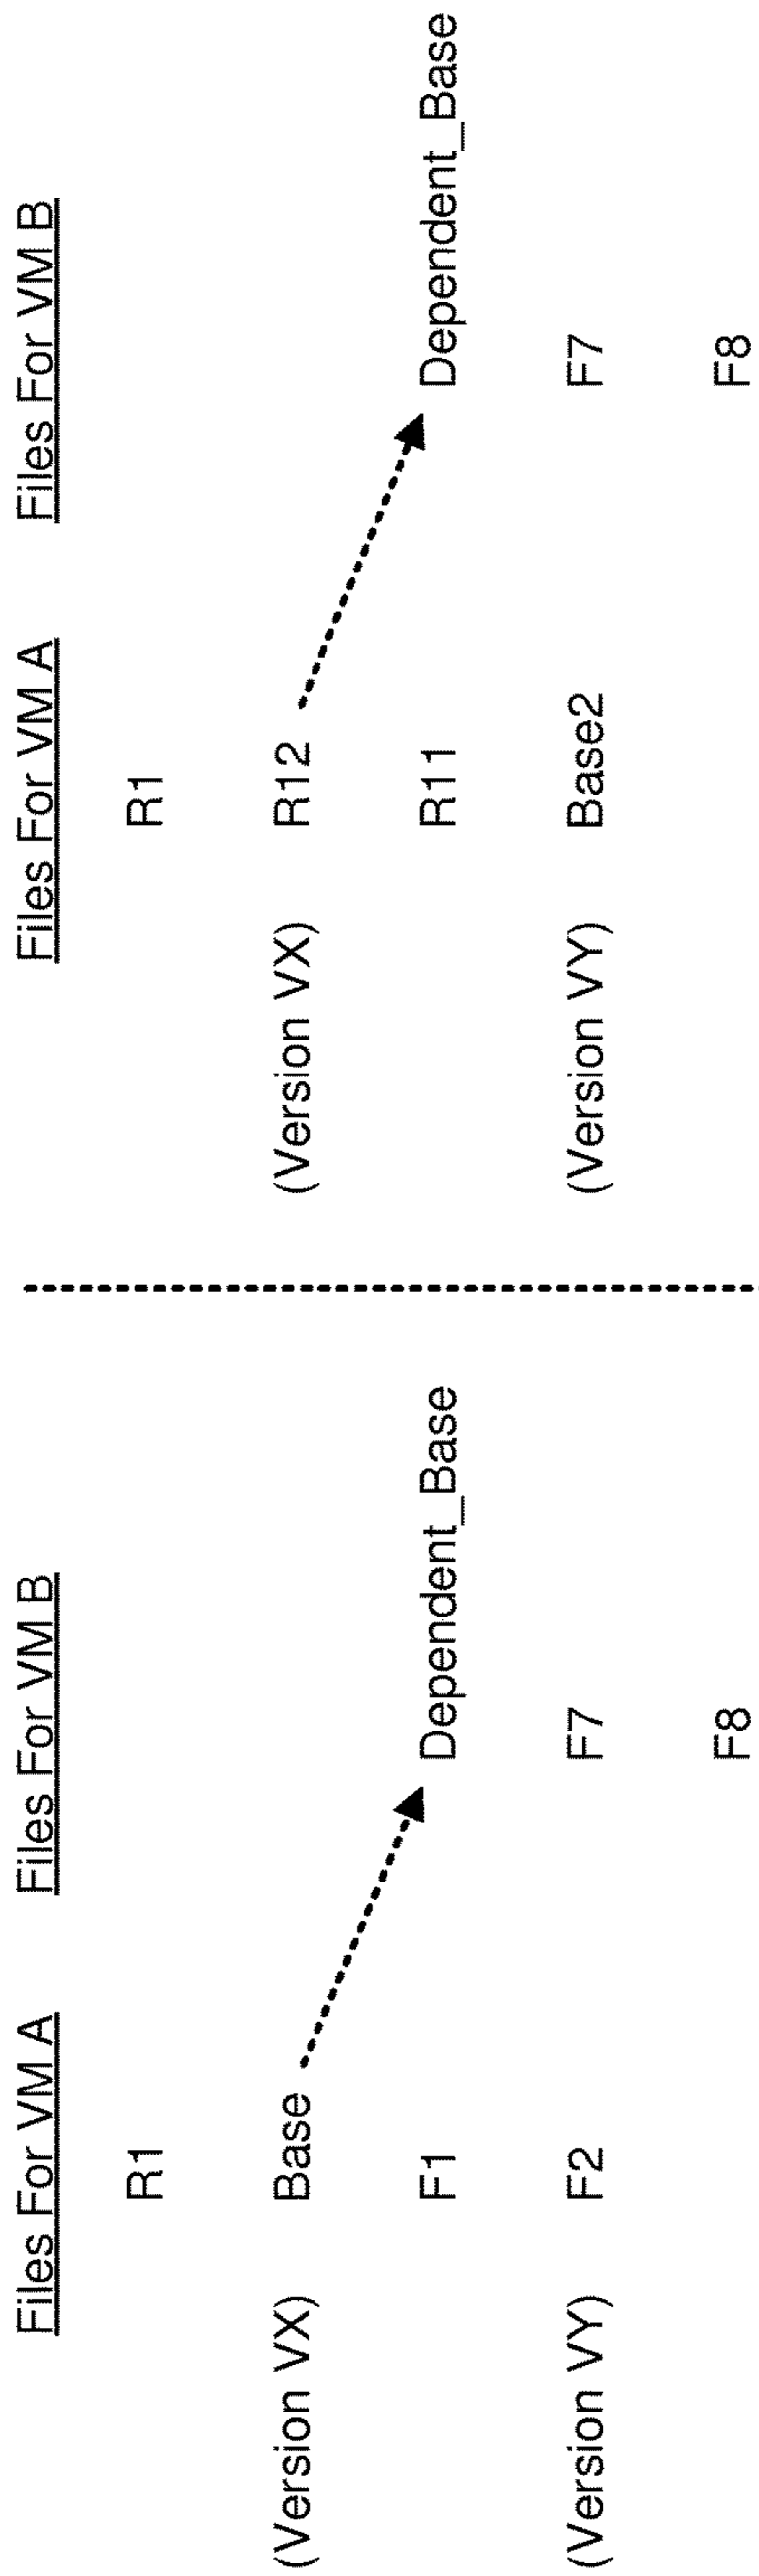 Files For VM A Files For VM B
R1
(Version VX) Base
F1 Dependent_Base
(Version VY) F2 F7
F8
Files For VM A Files For VM B
R1
(Version VX) R12
R11 Dependent_Base
(Version VY) Base2 F7
F8